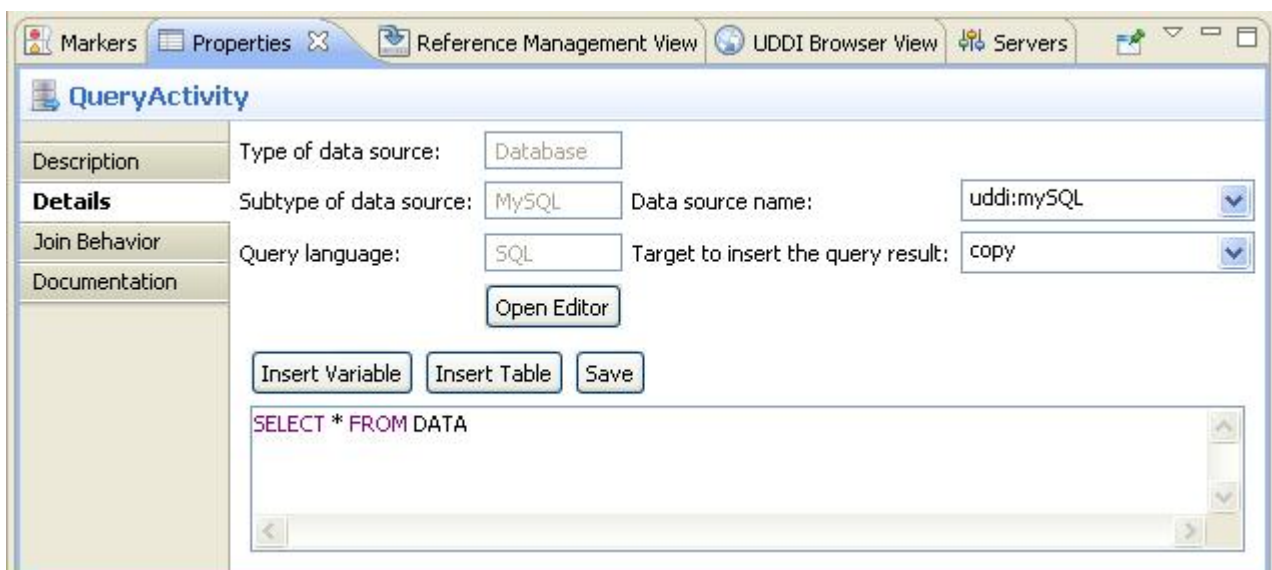 Markers Properties Reference Management View UDDI Browser View Servers
QueryActivity
Description
Details
Join Behavior
Documentation
Type of data source: Database
Subtype of data source: MySQL Data source name: uddi:mySQL
Query language: SQL Target to insert the query result: copy
Open Editor
Insert Variable Insert Table Save
SELECT * FROM DATA